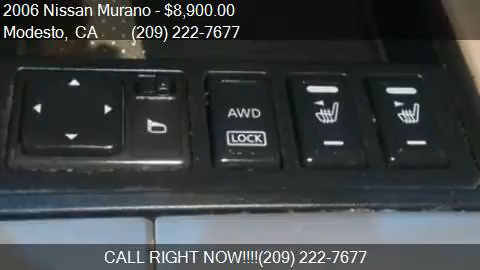 2006 Nissan Murano - $8,900.00
Modesto, CA (209) 222-7677
AWD
LOCK
CALL RIGHT NOW!!!!(209) 222-7677